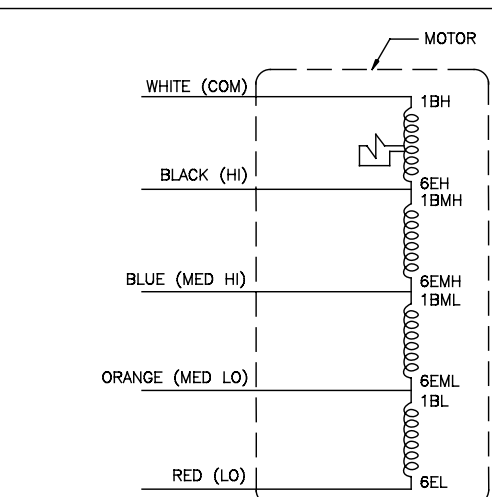 MOTOR
WHITE (COM)
1BH
BLACK (HI)
6EH
1BMH
BLUE (MED HI)
6EMH
1BML
ORANGE (MED LO)
6EML
1BL
RED (LO)
6EL